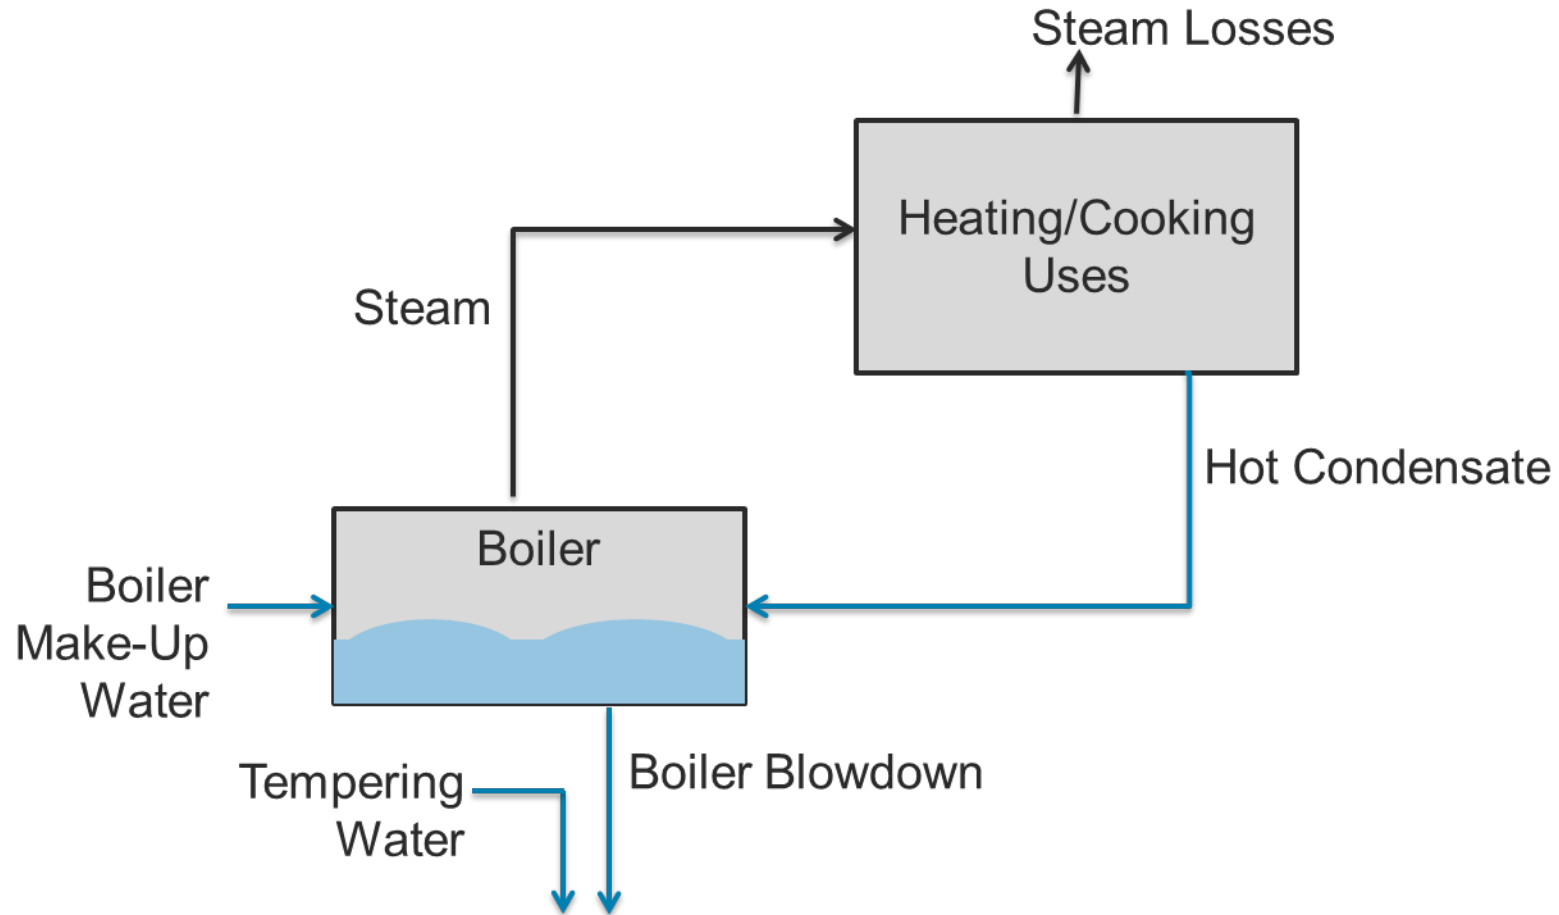 Steam Losses
Heating/Cooking
Uses
Steam
Hot Condensate
Boiler
Boiler
Make-Up
Water
Boiler Blowdown
Tempering
Water